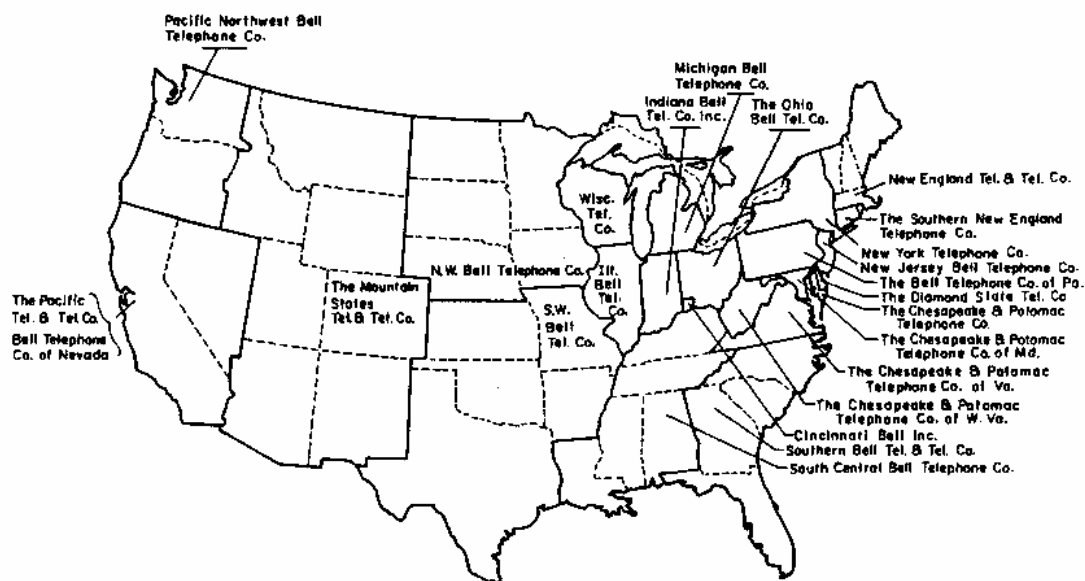 Pacific Northwest Bell
Telephone Co.
Michigan Bell
Telephone Co.
Indiana Bell
Tel. Co. Inc.
The Ohio
Bell Tel. Co.
New England Tel. & Tel. Co.
Wisc.
Tel.
Co.
The Southern New England
Telephone Co.
New York Telephone Co.
New Jersey Bell Telephone Co.
The Bell Telephone Co. of Pa.
The Diamond State Tel. Co
The Chesapeake & Potomac
Telephone Co.
The Chesapeake & Potomac
Telephone Co. of Md.
The Chesapeake & Potomac
Telephone Co. of Va.
The Chesapeake & Potomac
Telephone Co. of W. Va.
Cincinnati Bell Inc.
Southern Bell Tel. & Tel. Co.
South Central Bell Telephone Co.
N.W. Bell Telephone Co.
Ill.
Bell
Tel.
Co.
S.W.
Bell
Tel. Co.
The Mountain
States
Tel. & Tel. Co.
The Pacific
Tel. & Tel. Co.
Bell Telephone
Co. of Nevada